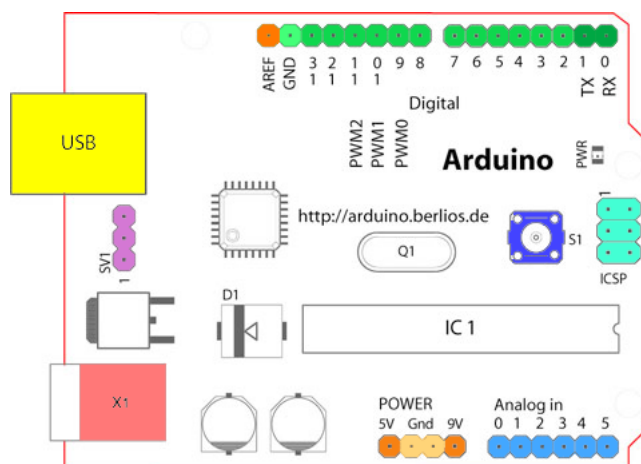 AREF GND 13 12 11 10 9 8 7 6 5 4 3 2 1 0
TX RX
Digital
PWM2 PWM1 PWM0
Arduino
PWR
USB
1
http://arduino.berlios.de
SV1
1
Q1
S1
ICSP
D1
IC 1
X1
POWER
5V Gnd 9V
Analog in
0 1 2 3 4 5